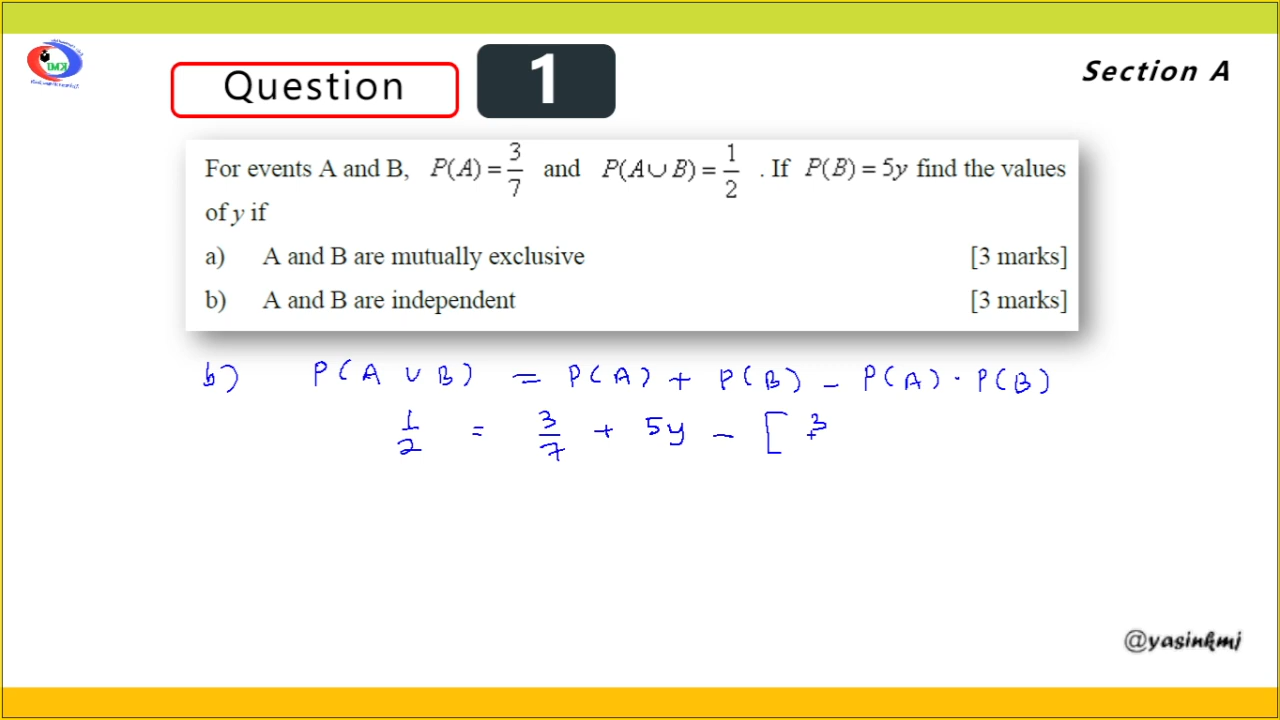 IMK
Question
1
Section A
For events A and B, P(A) = 3/7 and P(A∪B) = 1/2 . If P(B) = 5y find the values
of y if
a) A and B are mutually exclusive [3 marks]
b) A and B are independent [3 marks]
b) P(A ∪ B) = P(A) + P(B) - P(A) · P(B)
1/2 = 3/7 + 5y - [ 3
@yasinkmj